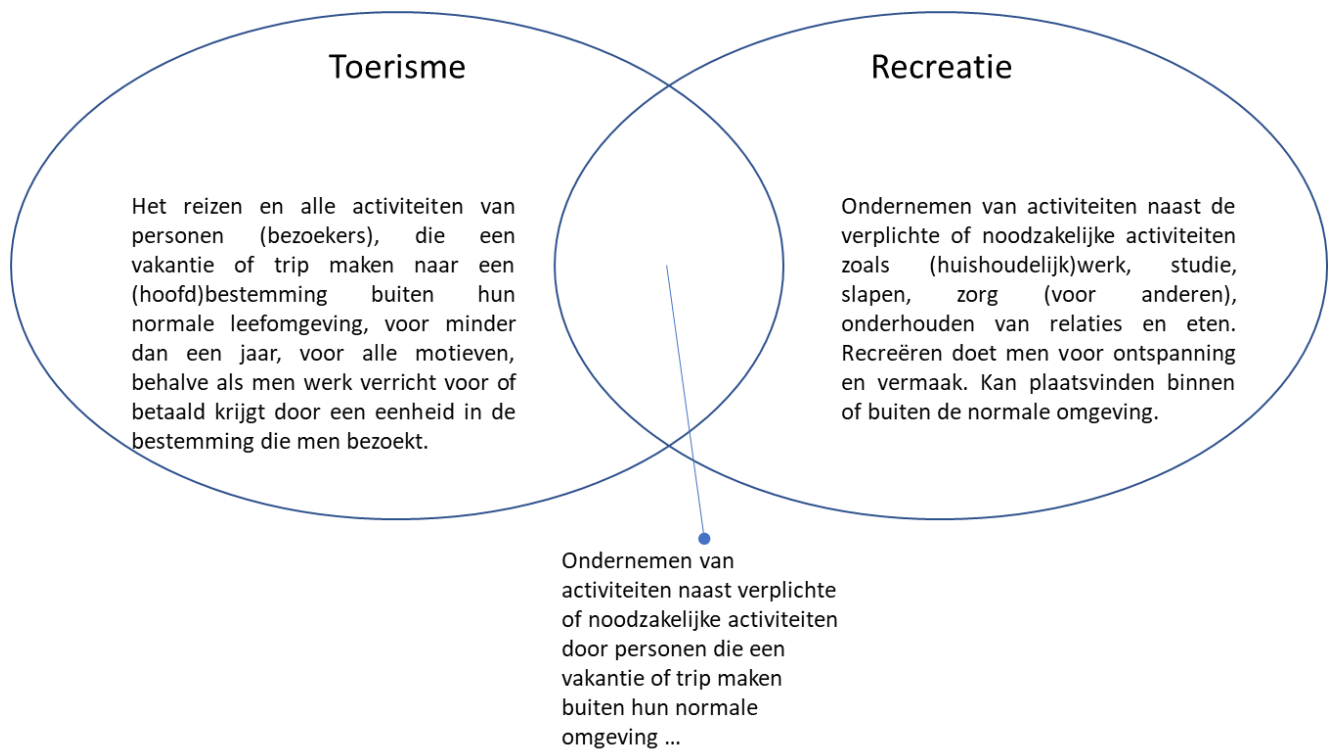 Toerisme
Recreatie
Het reizen en alle activiteiten van
personen (bezoekers), die een
vakantie of trip maken naar een
(hoofd)bestemming buiten hun
normale leefomgeving, voor minder
dan een jaar, voor alle motieven,
behalve als men werk verricht voor of
betaald krijgt door een eenheid in de
bestemming die men bezoekt.
Ondernemen van activiteiten naast de
verplichte of noodzakelijke activiteiten
zoals (huishoudelijk)werk, studie,
slapen, zorg (voor anderen),
onderhouden van relaties en eten.
Recreëren doet men voor ontspanning
en vermaak. Kan plaatsvinden binnen
of buiten de normale omgeving.
Ondernemen van
activiteiten naast verplichte
of noodzakelijke activiteiten
door personen die een
vakantie of trip maken
buiten hun normale
omgeving ...